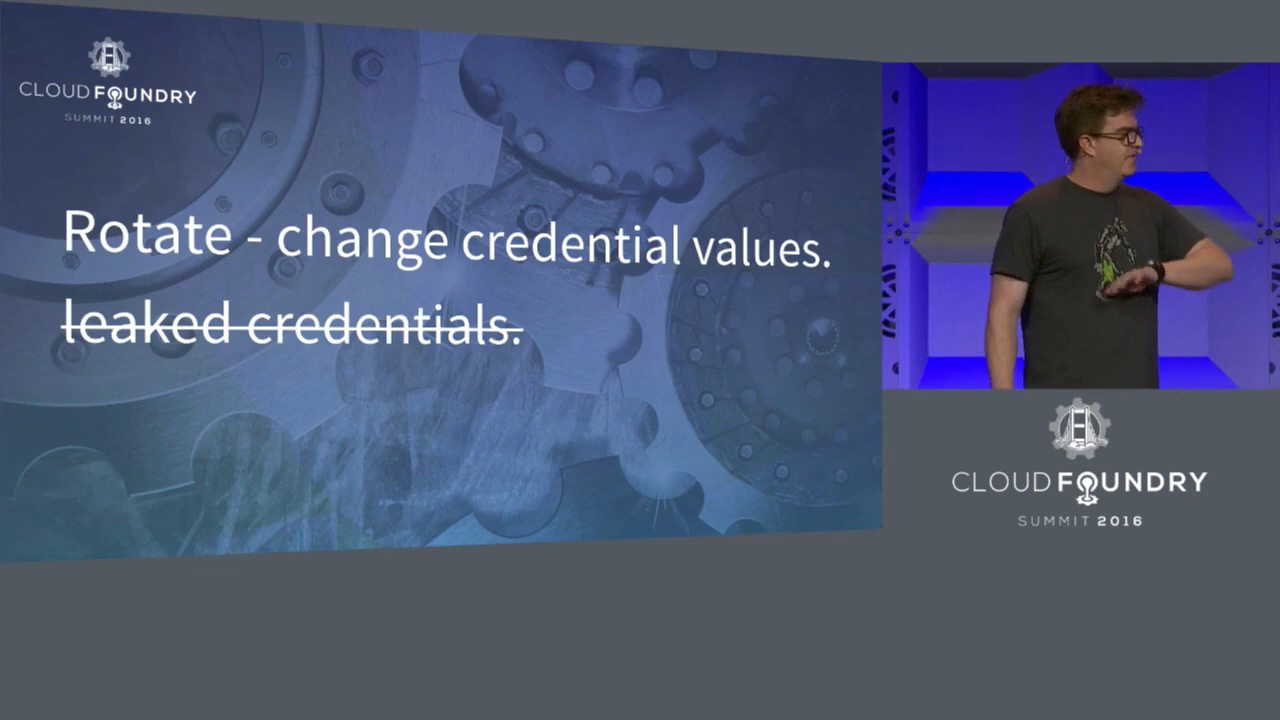 CLOUD FOUNDRY
SUMMIT 2016
Rotate - change credential values.
leaked credentials.
CLOUD FOUNDRY
SUMMIT 2016